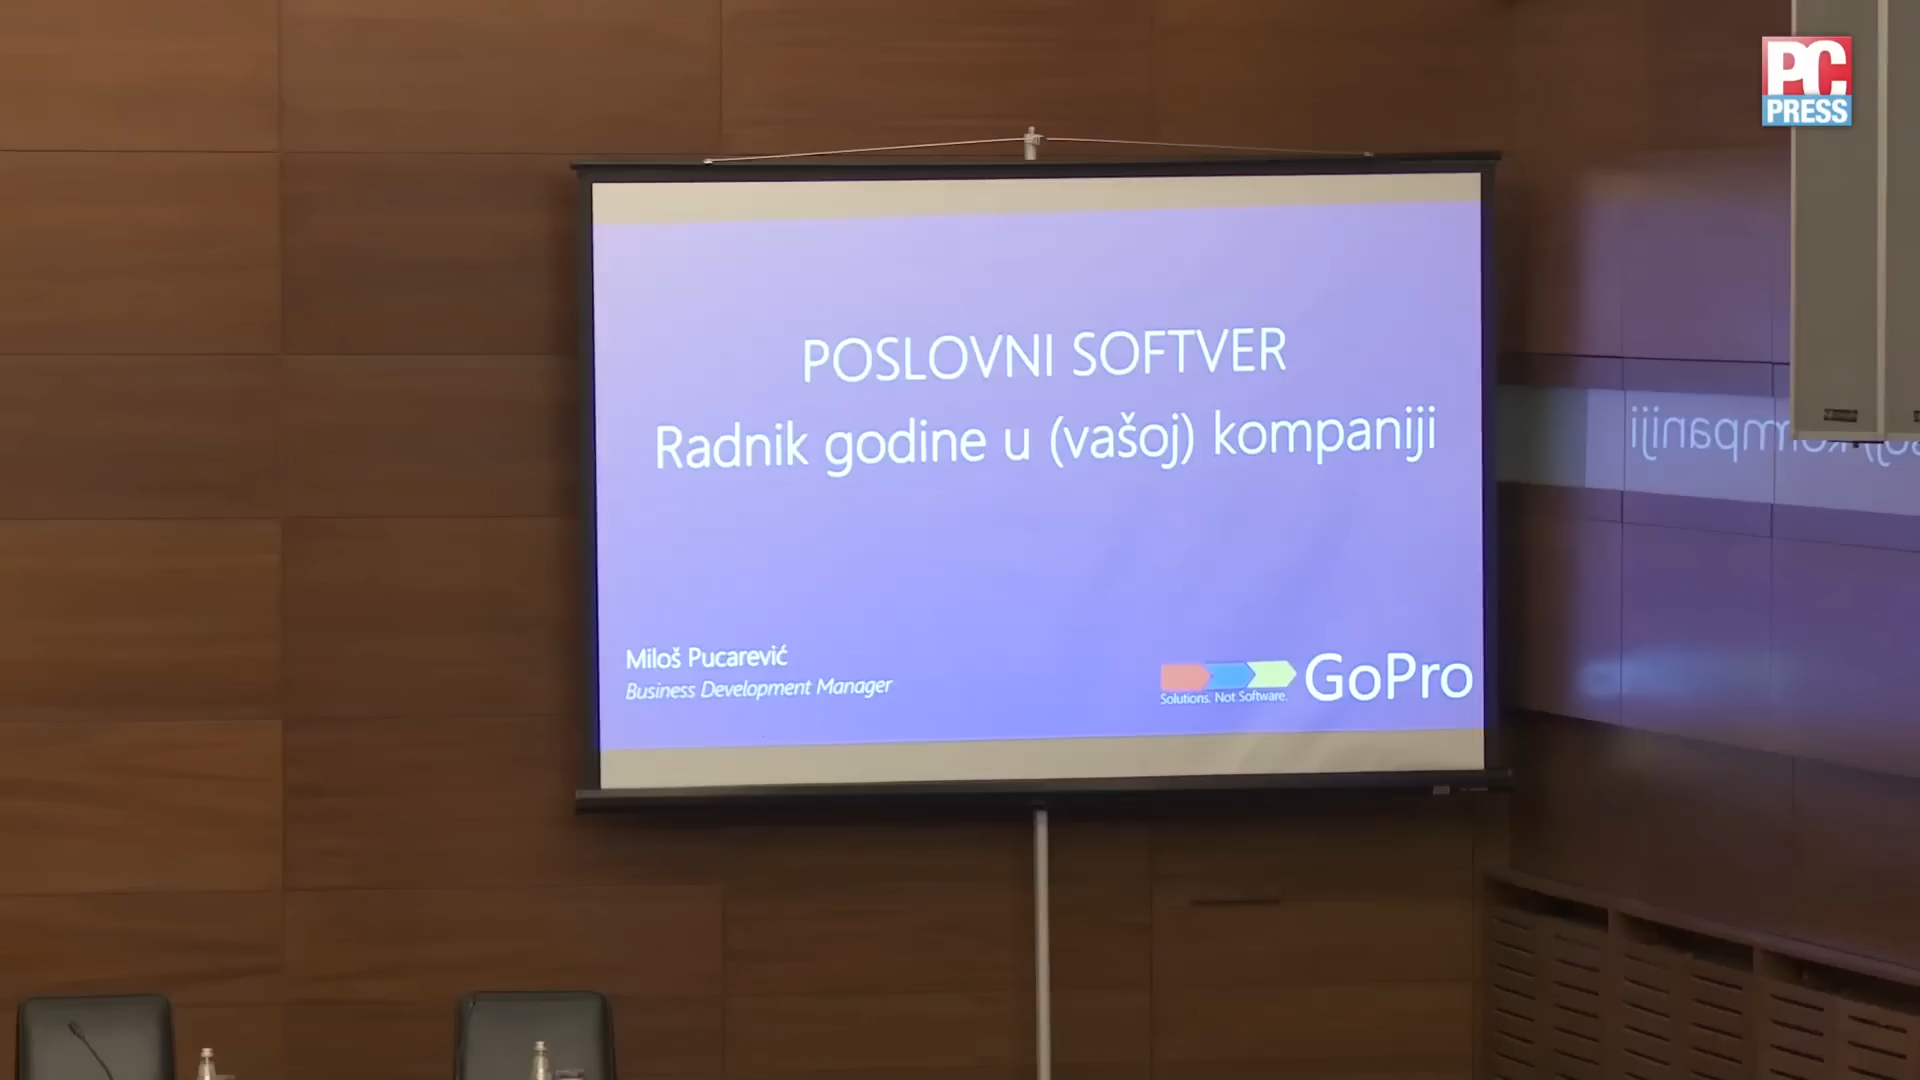 PC
PRESS
POSLOVNI SOFTVER
Radnik godine u (vašoj) kompaniji
Miloš Pucarević
Business Development Manager
Solutions. Not Software.
GoPro